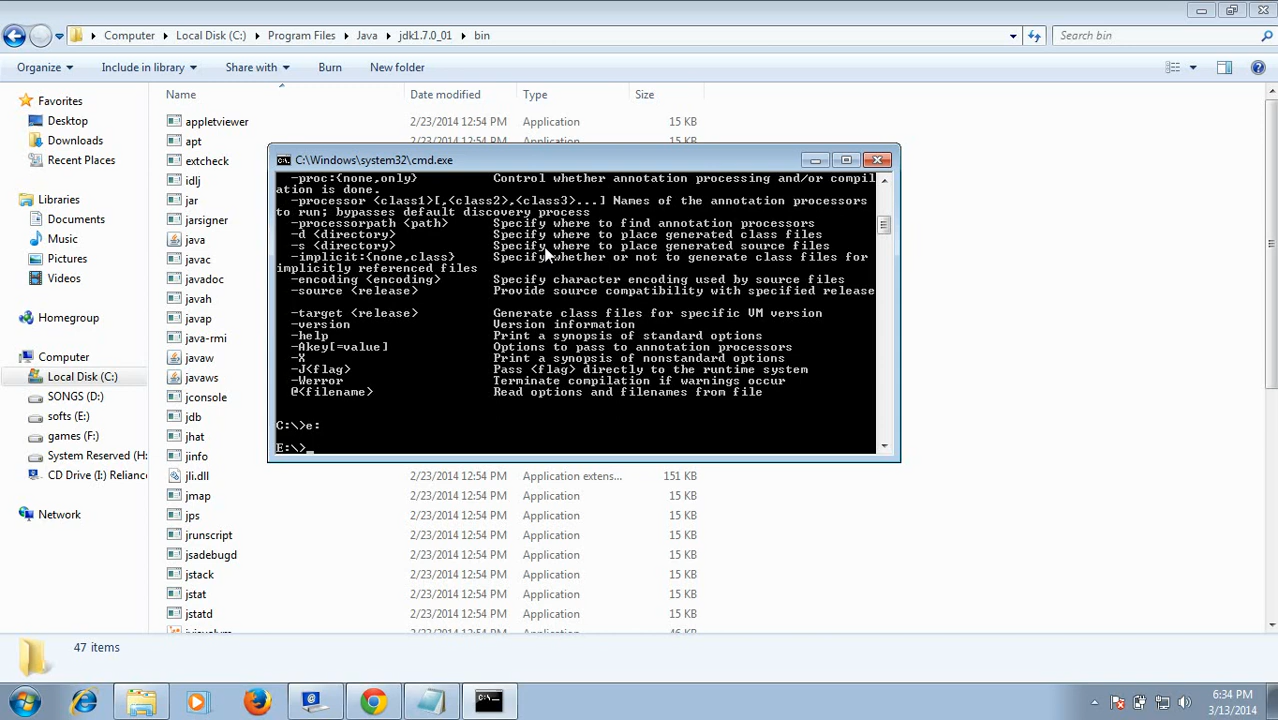 Computer ▸ Local Disk (C:) ▸ Program Files ▸ Java ▸ jdk1.7.0_01 ▸ bin
Search bin
Organize Include in library Share with Burn New folder
Name Date modified Type Size
Favorites
Desktop
Downloads
Recent Places
Libraries
Documents
Music
Pictures
Videos
Homegroup
Computer
Local Disk (C:)
SONGS (D:)
softs (E:)
games (F:)
System Reserved (H:
CD Drive (I:) Relianc
Network
appletviewer 2/23/2014 12:54 PM Application 15 KB
apt 2/23/2014 12:54 PM Application 15 KB
extcheck
idlj
jar
jarsigner
java
javac
javadoc
javah
javap
java-rmi
javaw
javaws
jconsole
jdb
jhat
jinfo
jli.dll 2/23/2014 12:54 PM Application extens... 151 KB
jmap 2/23/2014 12:54 PM Application 15 KB
jps 2/23/2014 12:54 PM Application 15 KB
jrunscript 2/23/2014 12:54 PM Application 15 KB
jsadebugd 2/23/2014 12:54 PM Application 15 KB
jstack 2/23/2014 12:54 PM Application 15 KB
jstat 2/23/2014 12:54 PM Application 15 KB
jstatd 2/23/2014 12:54 PM Application 15 KB
C:\Windows\system32\cmd.exe
-proc:{none,only} Control whether annotation processing and/or compil
ation is done.
-processor <class1>[,<class2>,<class3>...] Names of the annotation processors
to run; bypasses default discovery process
-processorpath <path> Specify where to find annotation processors
-d <directory> Specify where to place generated class files
-s <directory> Specify where to place generated source files
-implicit:{none,class} Specify whether or not to generate class files for
implicitly referenced files
-encoding <encoding> Specify character encoding used by source files
-source <release> Provide source compatibility with specified release
-target <release> Generate class files for specific VM version
-version Version information
-help Print a synopsis of standard options
-Akey[=value] Options to pass to annotation processors
-X Print a synopsis of nonstandard options
-J<flag> Pass <flag> directly to the runtime system
-Werror Terminate compilation if warnings occur
@<filename> Read options and filenames from file
C:\>e:
E:\>_
47 items
6:34 PM
3/13/2014